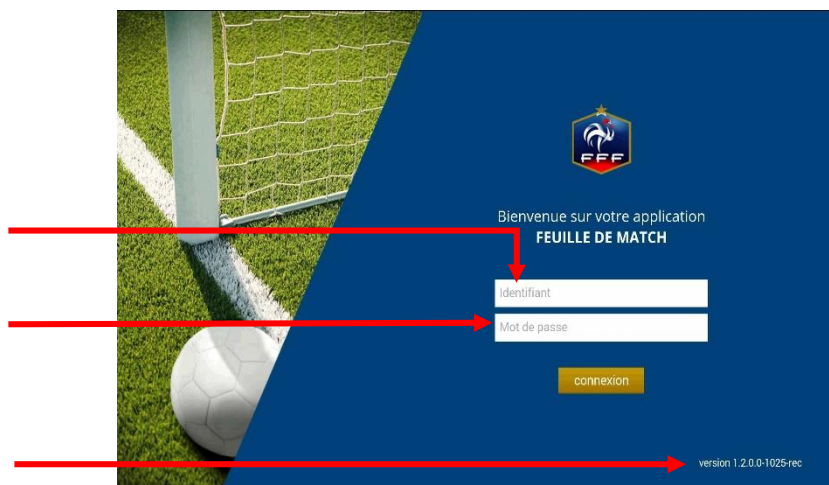 FFF
Bienvenue sur votre application
FEUILLE DE MATCH
Identifiant
Mot de passe
connexion
version 1.2.0.0-1025-rec